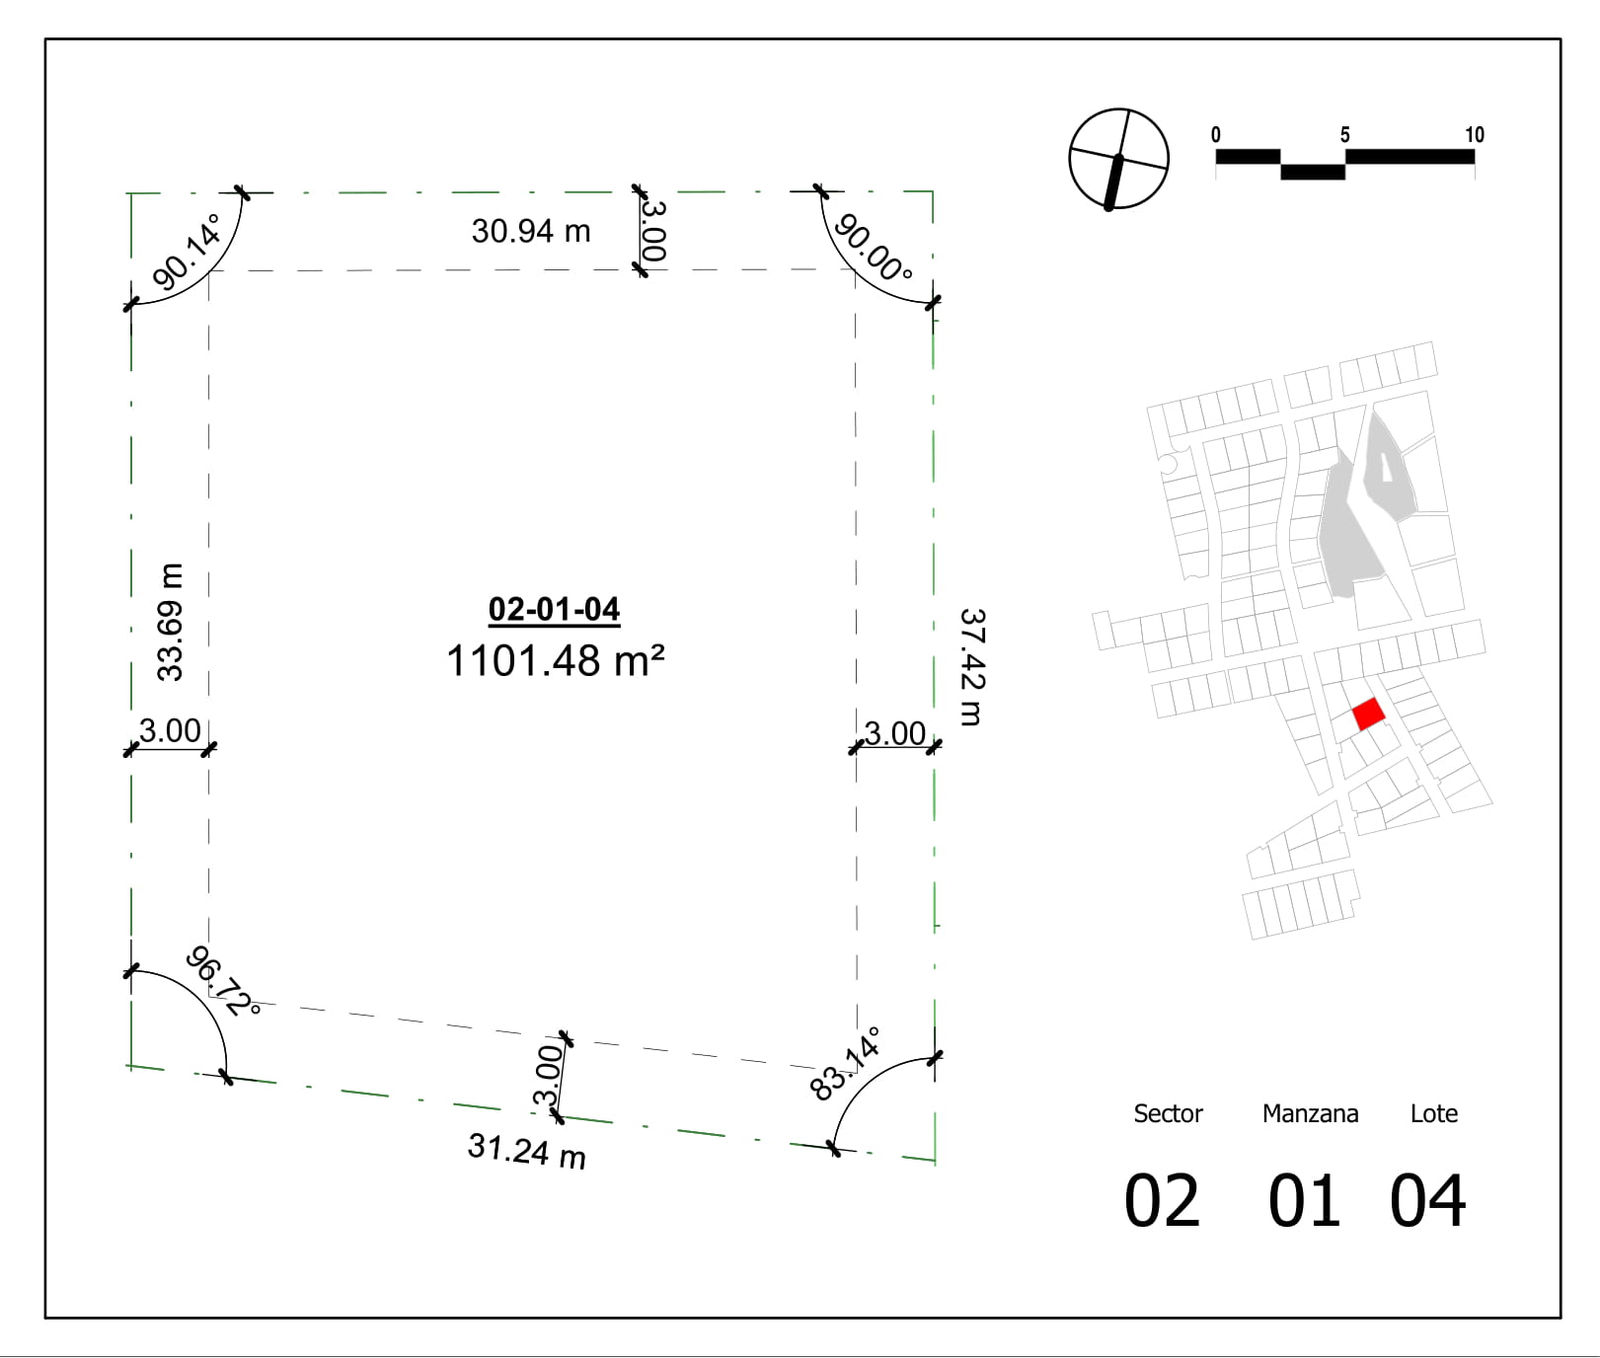 0 5 10
90.14°
30.94 m
3.00
90.00°
33.69 m
02-01-04
1101.48 m²
37.42 m
3.00
3.00
96.72°
3.00
83.14°
31.24 m
Sector Manzana Lote
02 01 04